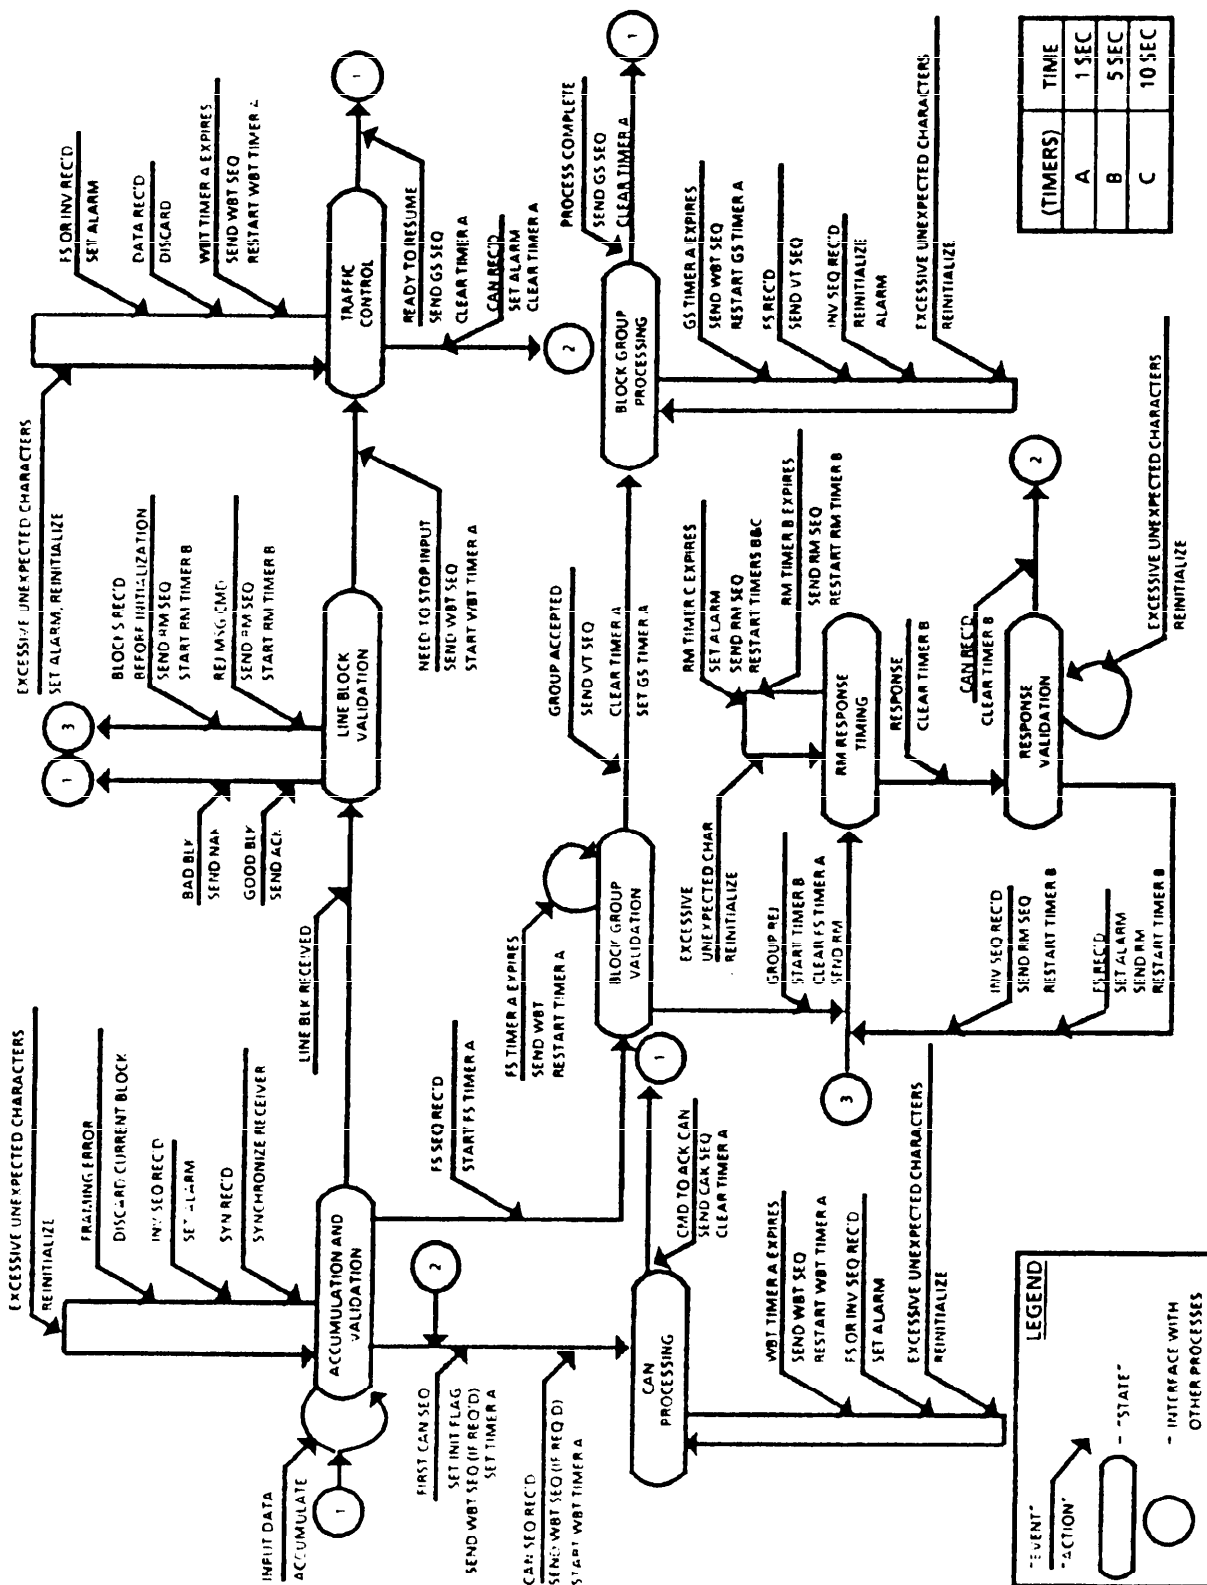 EXCESSIVE UNEXPECTED CHARACTERS
REINITIALIZE
FRAMING ERROR
DISCARD CURRENT BLOCK
INV SEQ REC'D
SET ALARM
SYN REC'D
SYNCHRONIZE RECEIVER
INPUT DATA
ACCUMULATE
1
ACCUMULATION AND
VALIDATION
LINE BLK RECEIVED
BAD BLK
SEND NAK
GOOD BLK
SEND ACK
1
3
BLOCKS REC'D
BEFORE INITIALIZATION
SEND RM SEQ
START RM TIMER B
REJ MSG CMD
SEND RM SEQ
START RM TIMER B
LINE BLOCK
VALIDATION
NEED TO STOP INPUT
SEND WBT SEQ
START WBT TIMER A
EXCESSIVE UNEXPECTED CHARACTERS
SET ALARM, REINITIALIZE
FS OR INV REC'D
SET ALARM
DATA REC'D
DISCARD
WBT TIMER A EXPIRES
SEND WBT SEQ
RESTART WBT TIMER A
TRAFFIC
CONTROL
1
READY TO RESUME
SEND GS SEQ
CLEAR TIMER A
CAN REC'D
SET ALARM
CLEAR TIMER A
2
FIRST CAN SEQ
SET INIT FLAG
SEND WBT SEQ (IF REQ'D)
SET TIMER A
2
CAN SEQ REC'D
SEND WBT SEQ (IF REQ'D)
START WBT TIMER A
FS SEQ REC'D
START FS TIMER A
FS TIMER A EXPIRES
SEND WBT
RESTART TIMER A
BLOCK GROUP
VALIDATION
GROUP ACCEPTED
SEND VT SEQ
CLEAR TIMER A
SET GS TIMER A
BLOCK GROUP
PROCESSING
PROCESS COMPLETE
SEND GS SEQ
CLEAR TIMER A
1
GS TIMER A EXPIRES
SEND WBT SEQ
RESTART GS TIMER A
FS REC'D
SEND VT SEQ
INV SEQ REC'D
REINITIALIZE
ALARM
EXCESSIVE UNEXPECTED CHARACTERS
REINITIALIZE
CAN
PROCESSING
1
CMD TO ACK CAN
SEND CAK SEQ
CLEAR TIMER A
WBT TIMER A EXPIRES
SEND WBT SEQ
RESTART WBT TIMER A
FS OR INV SEQ REC'D
SET ALARM
EXCESSIVE UNEXPECTED CHARACTERS
REINITIALIZE
EXCESSIVE
UNEXPECTED CHAR
REINITIALIZE
GROUP REJ
START TIMER B
CLEAR FS TIMER A
SEND RM
3
RM TIMER C EXPIRES
SET ALARM
SEND RM SEQ
RESTART TIMERS B&C
RM TIMER B EXPIRES
SEND RM SEQ
RESTART RM TIMER B
RM RESPONSE
TIMING
RESPONSE
CLEAR TIMER B
CAN REC'D
CLEAR TIMER B
2
RESPONSE
VALIDATION
EXCESSIVE UNEXPECTED CHARACTERS
REINITIALIZE
INV SEQ REC'D
SEND RM SEQ
RESTART TIMER B
FS REC'D
SET ALARM
SEND RM
RESTART TIMER B
LEGEND
"EVENT"
"ACTION"
- "STATE"
- INTERFACE WITH
OTHER PROCESSES
(TIMERS) TIME
A 1 SEC
B 5 SEC
C 10 SEC